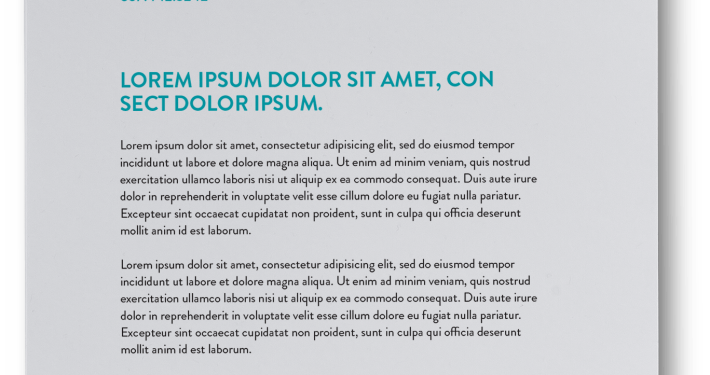 LOREM IPSUM DOLOR SIT AMET, CON
SECT DOLOR IPSUM.
Lorem ipsum dolor sit amet, consectetur adipisicing elit, sed do eiusmod tempor
incididunt ut labore et dolore magna aliqua. Ut enim ad minim veniam, quis nostrud
exercitation ullamco laboris nisi ut aliquip ex ea commodo consequat. Duis aute irure
dolor in reprehenderit in voluptate velit esse cillum dolore eu fugiat nulla pariatur.
Excepteur sint occaecat cupidatat non proident, sunt in culpa qui officia deserunt
mollit anim id est laborum.
Lorem ipsum dolor sit amet, consectetur adipisicing elit, sed do eiusmod tempor
incididunt ut labore et dolore magna aliqua. Ut enim ad minim veniam, quis nostrud
exercitation ullamco laboris nisi ut aliquip ex ea commodo consequat. Duis aute irure
dolor in reprehenderit in voluptate velit esse cillum dolore eu fugiat nulla pariatur.
Excepteur sint occaecat cupidatat non proident, sunt in culpa qui officia deserunt
mollit anim id est laborum.